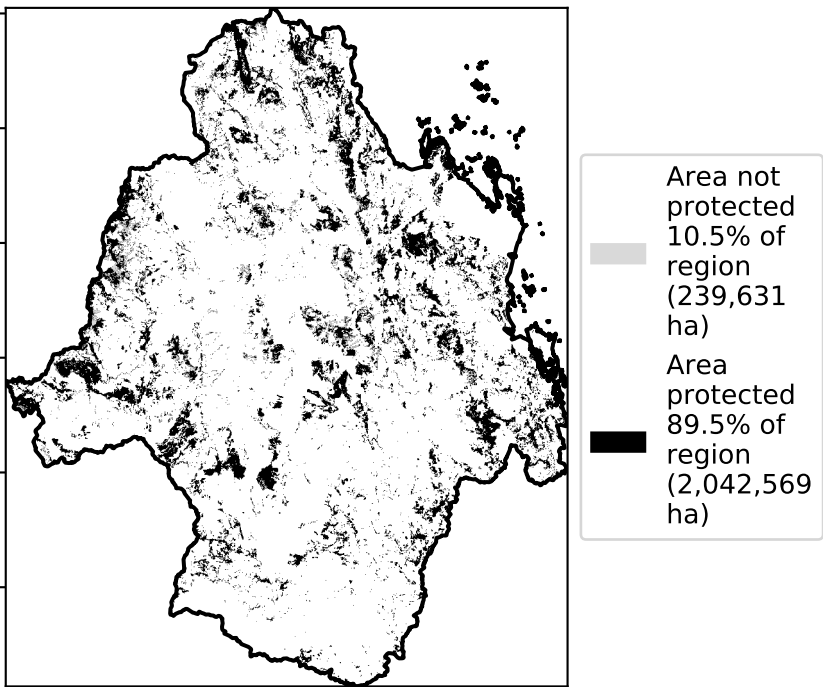 Area not
protected
10.5% of
region
(239,631
ha)
Area
protected
89.5% of
region
(2,042,569
ha)